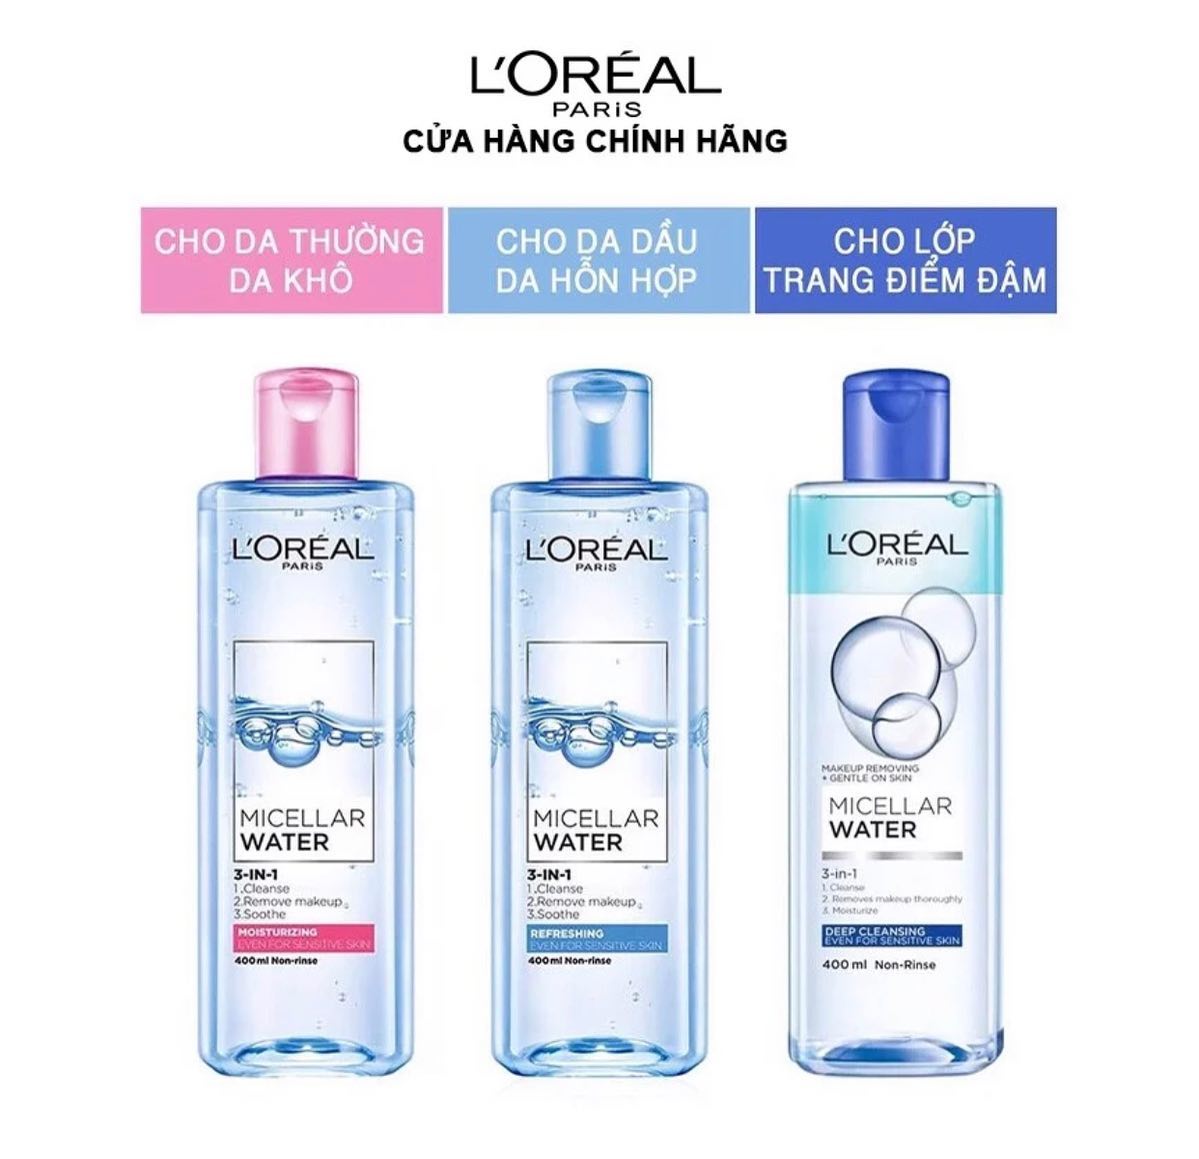 L'ORÉAL
PARiS
CỬA HÀNG CHÍNH HÃNG
CHO DA THƯỜNG
DA KHÔ
CHO DA DẦU
DA HỖN HỢP
CHO LỚP
TRANG ĐIỂM ĐẬM
L'ORÉAL
PARiS
MICELLAR
WATER
3-IN-1
1.Cleanse
2.Remove makeup
3.Soothe
MOISTURIZING
EVEN FOR SENSITIVE SKIN
400ml Non-rinse
L'ORÉAL
PARiS
MICELLAR
WATER
3-IN-1
1.Cleanse
2.Remove makeup
3.Soothe
REFRESHING
EVEN FOR SENSITIVE SKIN
400ml Non-rinse
L'ORÉAL
PARiS
MAKEUP REMOVING
+ GENTLE ON SKIN
MICELLAR
WATER
3-in-1
1. Cleanse
2. Removes makeup thoroughly
3. Moisturize
DEEP CLEANSING
EVEN FOR SENSITIVE SKIN
400 ml Non-Rinse